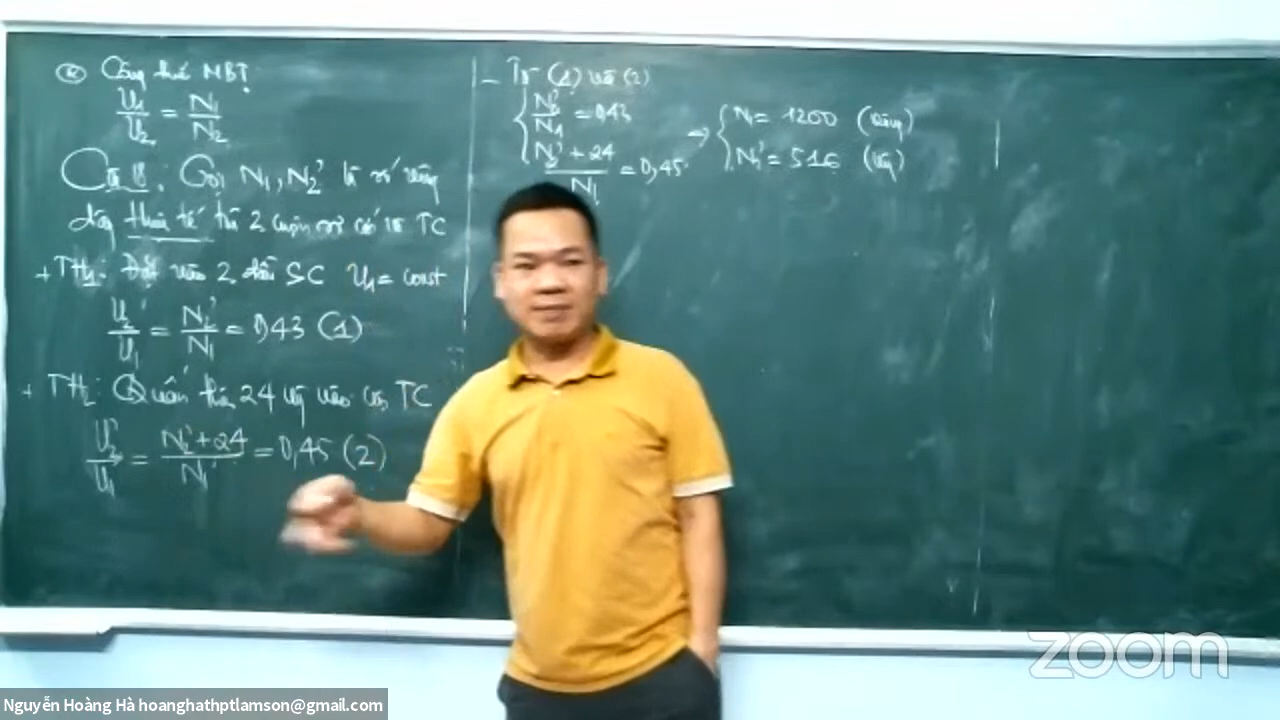 Công thức MBT
U₁/U₂ = N₁/N₂
Gọi N₁, N₂' là số vòng
dây thực tế 2 cuộn sơ cấp và TC
+ TH₁: Đặt vào 2 đầu SC U₁ = const
U₂'/U₁ = N₂'/N₁ = 0,43 (1)
+ TH₂: Quấn thêm 24 vg vào cuộn TC
U₂''/U₁ = (N₂' + 24)/N₁ = 0,45 (2)
- Từ (1) và (2)
{ N₂'/N₁ = 0,43
(N₂' + 24)/N₁ = 0,45
→ { N₁ = 1200 (vòng)
N₂' = 516 (vòng)
zoom
Nguyễn Hoàng Hà hoanghathptlamson@gmail.com